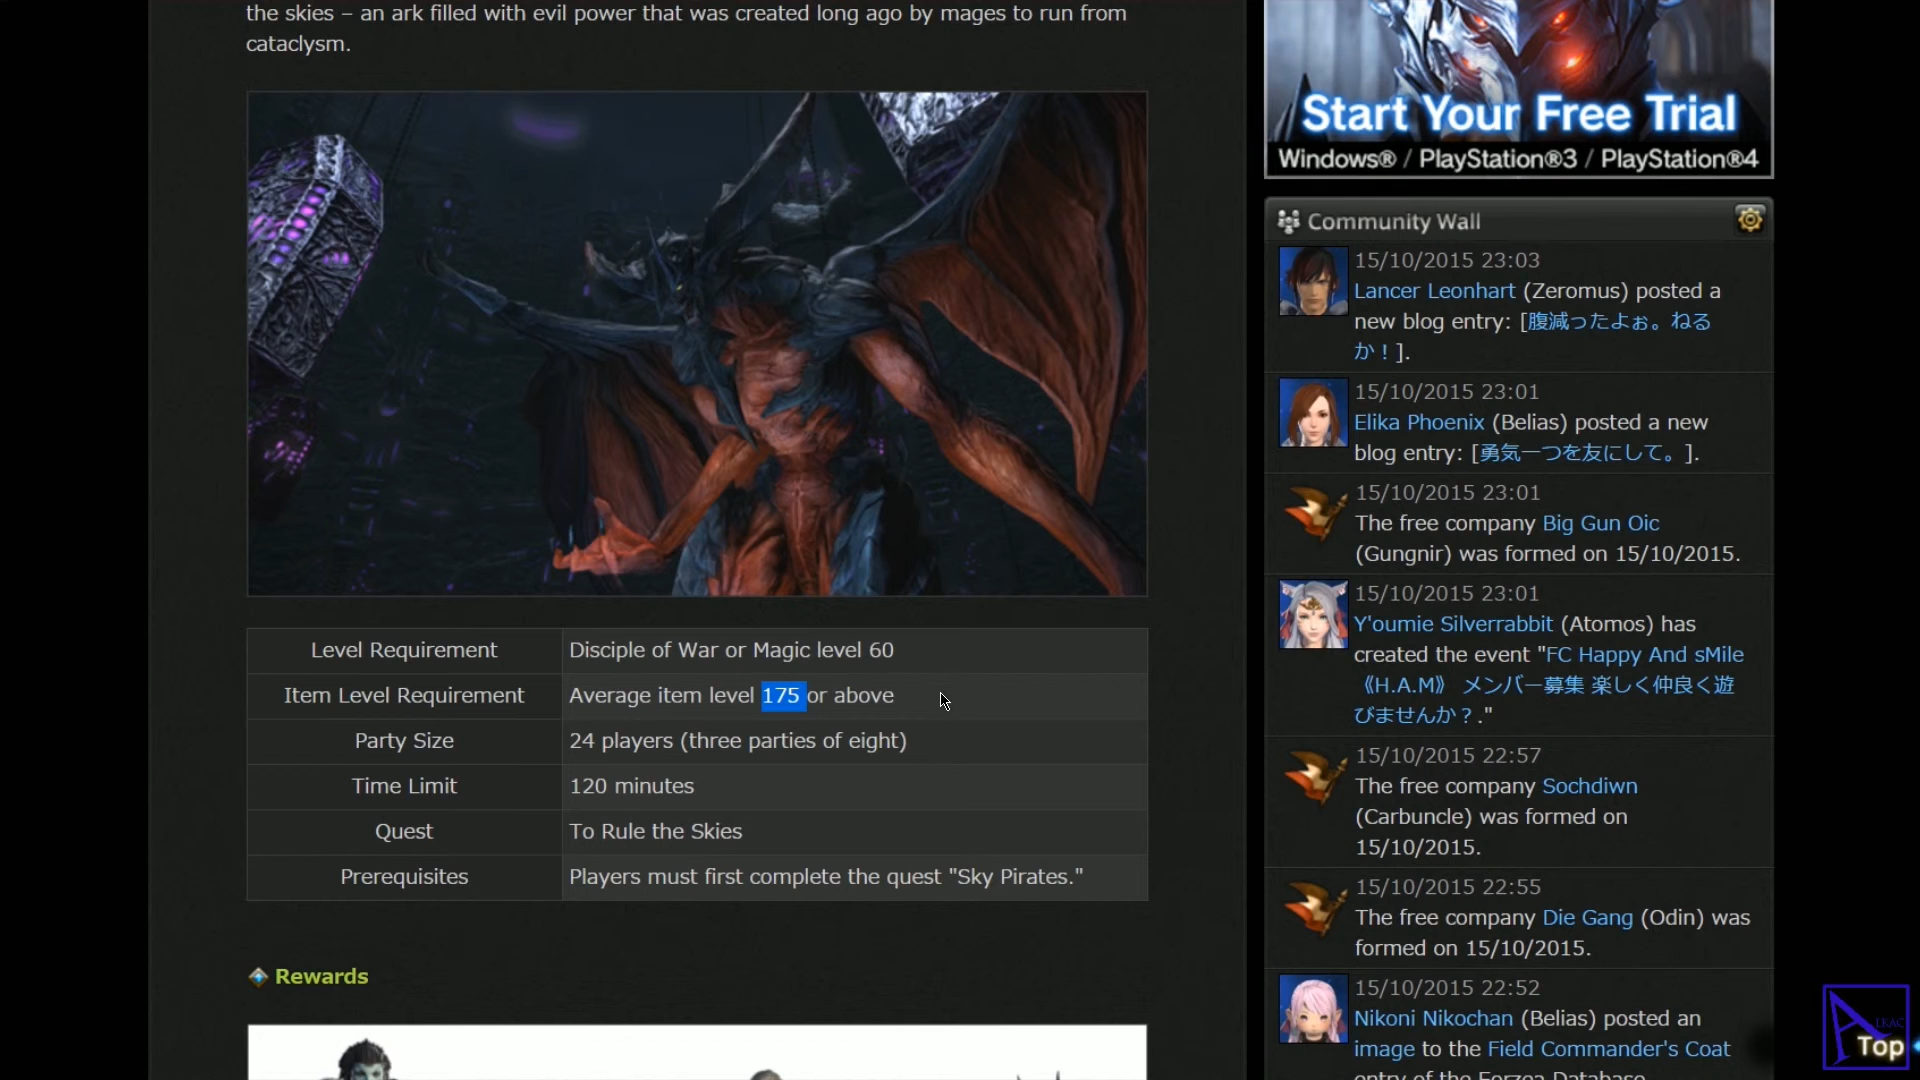 the skies – an ark filled with evil power that was created long ago by mages to run from
cataclysm.
Level Requirement Disciple of War or Magic level 60
Item Level Requirement Average item level 175 or above
Party Size 24 players (three parties of eight)
Time Limit 120 minutes
Quest To Rule the Skies
Prerequisites Players must first complete the quest "Sky Pirates."
Rewards
Start Your Free Trial
Windows® / PlayStation®3 / PlayStation®4
Community Wall
15/10/2015 23:03
Lancer Leonhart (Zeromus) posted a
new blog entry: [腹減ったよぉ。ねる
か！].
15/10/2015 23:01
Elika Phoenix (Belias) posted a new
blog entry: [勇気一つを友にして。].
15/10/2015 23:01
The free company Big Gun Oic
(Gungnir) was formed on 15/10/2015.
15/10/2015 23:01
Y'oumie Silverrabbit (Atomos) has
created the event "FC Happy And sMile
《H.A.M》 メンバー募集 楽しく仲良く遊
びませんか？."
15/10/2015 22:57
The free company Sochdiwn
(Carbuncle) was formed on
15/10/2015.
15/10/2015 22:55
The free company Die Gang (Odin) was
formed on 15/10/2015.
15/10/2015 22:52
Nikoni Nikochan (Belias) posted an
image to the Field Commander's Coat
entry of the Eorzea Database
Top